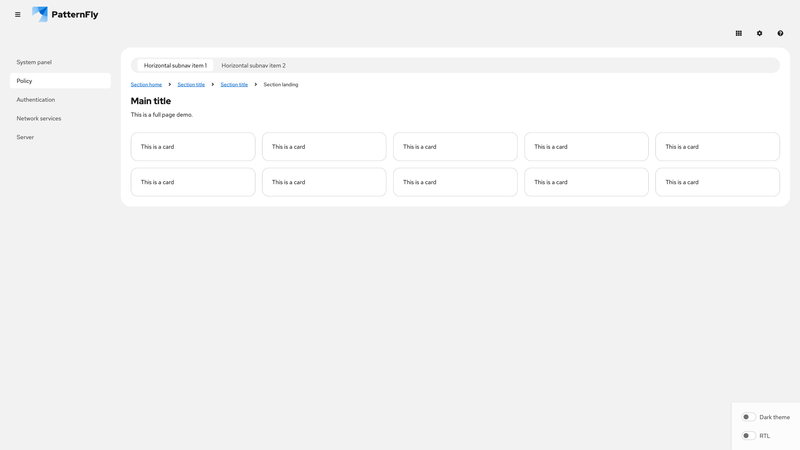 PatternFly
System panel
Policy
Authentication
Network services
Server
Horizontal subnav item 1 Horizontal subnav item 2
Section home Section title Section title Section landing
Main title
This is a full page demo.
This is a card This is a card This is a card This is a card This is a card
This is a card This is a card This is a card This is a card This is a card
Dark theme
RTL